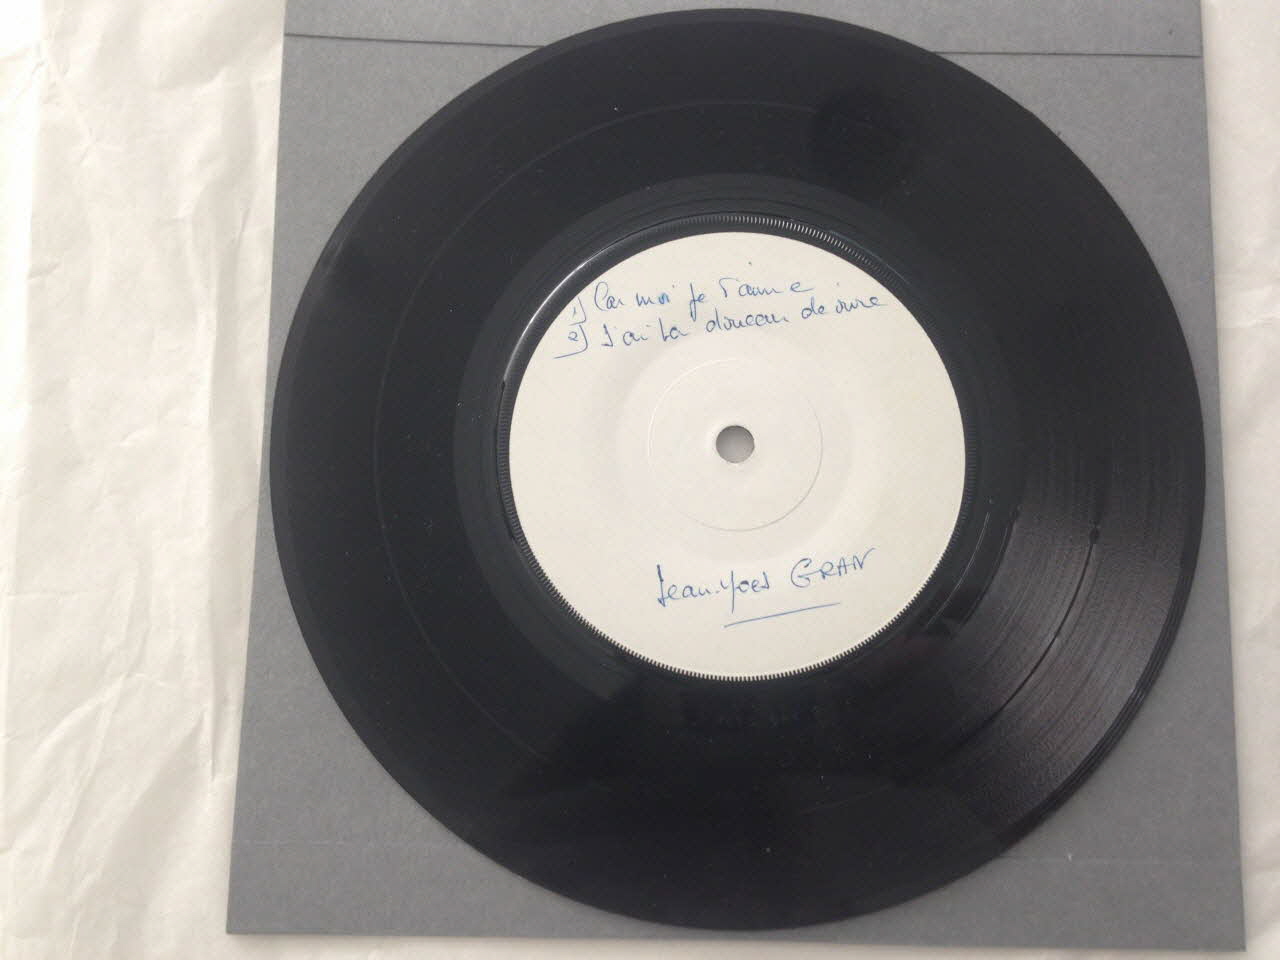 1) Car moi je t'aime
2) J'ai la douceur de vivre
Jean-Yves GRAN